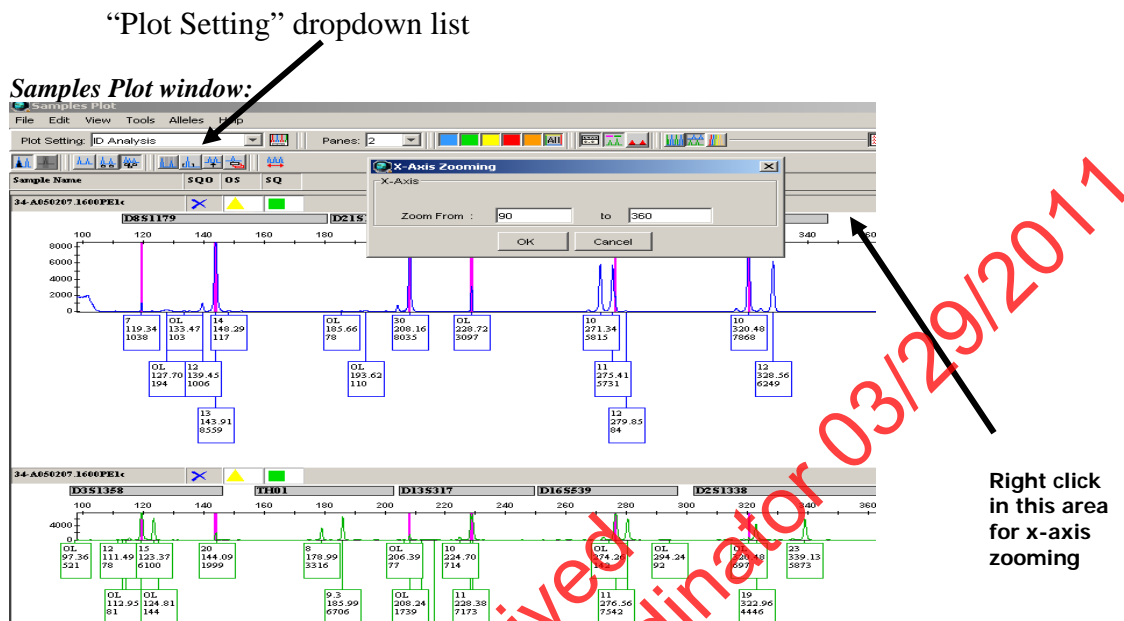 “Plot Setting” dropdown list
Samples Plot window:
Samples Plot
File Edit View Tools Alleles Help
Plot Setting: ID Analysis Panes: 2 All
X-Axis Zooming
X-Axis
Zoom From : 90 to 360
OK Cancel
Sample Name SQO OS SQ
34-A050207.1600PE1c
D8S1179 D21S
100 120 140 160 180 340 360
8000
6000
4000
2000
0
7 119.34 1038
OL 133.47 103
14 148.29 117
OL 185.66 78
30 208.16 8035
OL 228.72 3097
10 271.34 5815
10 320.48 7868
OL 127.70 194
12 139.45 1006
OL 193.62 110
11 275.41 5731
12 328.56 6249
13 143.91 8559
12 279.85 84
34-A050207.1600PE1c
D3S1358 TH01 D13S317 D16S539 D2S1338
100 120 140 160 180 200 220 240 260 280 300 320 340 360
4000
0
OL 97.36 521
12 111.49 78
15 123.37 6100
20 144.09 1999
8 178.99 3316
OL 206.39 77
10 224.70 714
OL 274.26 142
OL 294.24 92
OL 320.48 697
23 339.13 5873
OL 112.95 81
OL 124.81 144
9.3 185.99 6706
OL 208.24 1739
11 228.38 7173
11 276.56 7542
19 322.96 4446
Right click
in this area
for x-axis
zooming
03/29/2011